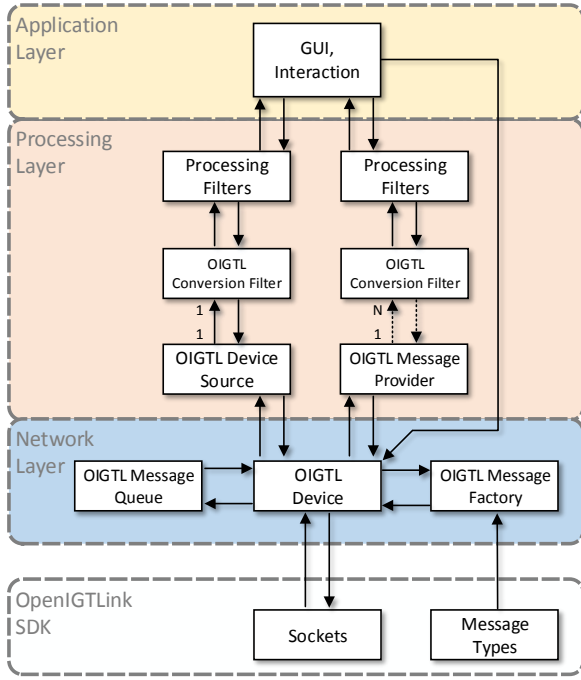 Application
Layer
GUI,
Interaction
Processing
Layer
Processing
Filters
Processing
Filters
OIGTL
Conversion Filter
OIGTL
Conversion Filter
1
1
N
1
OIGTL Device
Source
OIGTL Message
Provider
Network
Layer
OIGTL Message
Queue
OIGTL
Device
OIGTL Message
Factory
OpenIGTLink
SDK
Sockets
Message
Types